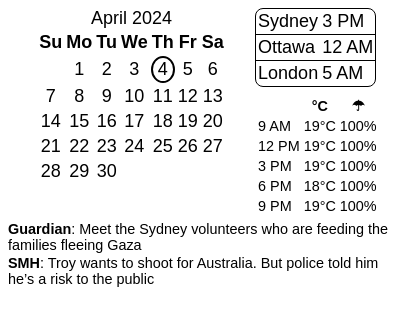 April 2024
Su Mo Tu We Th Fr Sa
1 2 3 4 5 6
7 8 9 10 11 12 13
14 15 16 17 18 19 20
21 22 23 24 25 26 27
28 29 30
Sydney 3 PM
Ottawa 12 AM
London 5 AM
°C ☂
9 AM 19°C 100%
12 PM 19°C 100%
3 PM 19°C 100%
6 PM 18°C 100%
9 PM 19°C 100%
Guardian: Meet the Sydney volunteers who are feeding the
families fleeing Gaza
SMH: Troy wants to shoot for Australia. But police told him
he’s a risk to the public